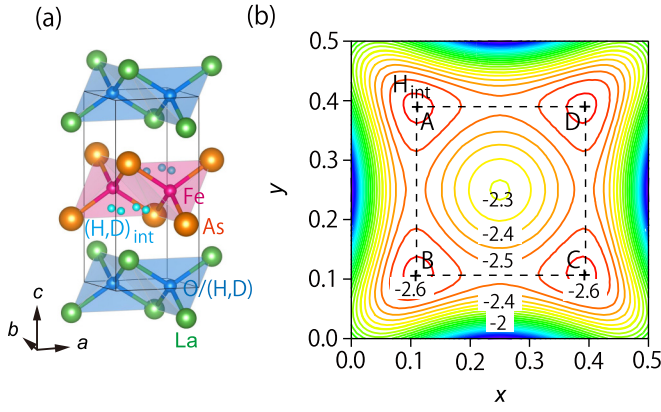 (a)
Fe
(H,D)int
As
O/(H,D)
La
c
b
a
(b)
0.5
0.4
0.3
0.2
0.1
0.0
y
Hint
A
D
-2.3
-2.4
-2.5
B
C
-2.6
-2.6
-2.4
-2
0.0
0.1
0.2
0.3
0.4
0.5
x